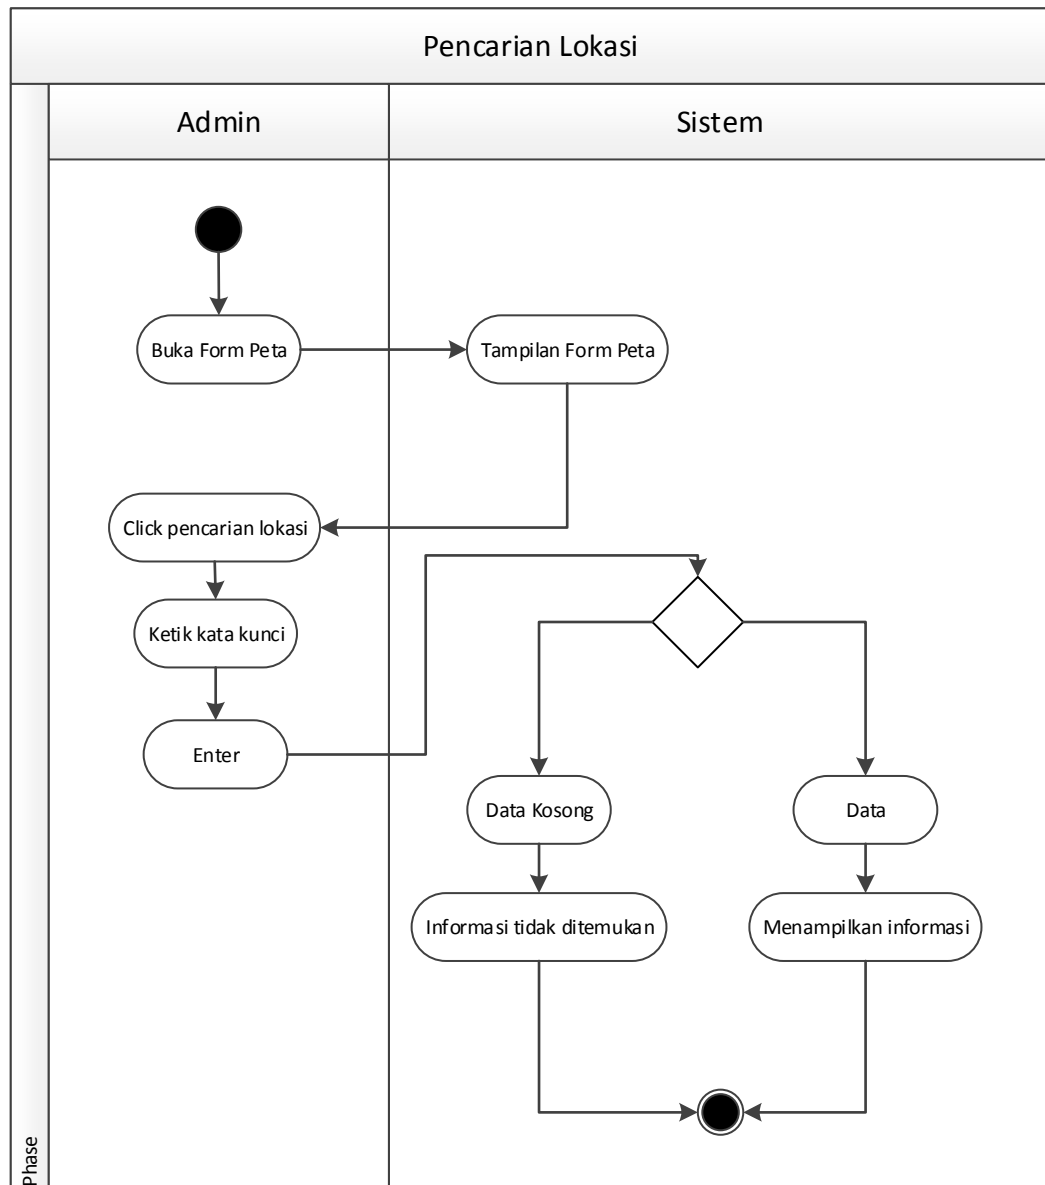 Pencarian Lokasi
Admin
Sistem
Buka Form Peta
Tampilan Form Peta
Click pencarian lokasi
Ketik kata kunci
Enter
Data Kosong
Data
Informasi tidak ditemukan
Menampilkan informasi
Phase